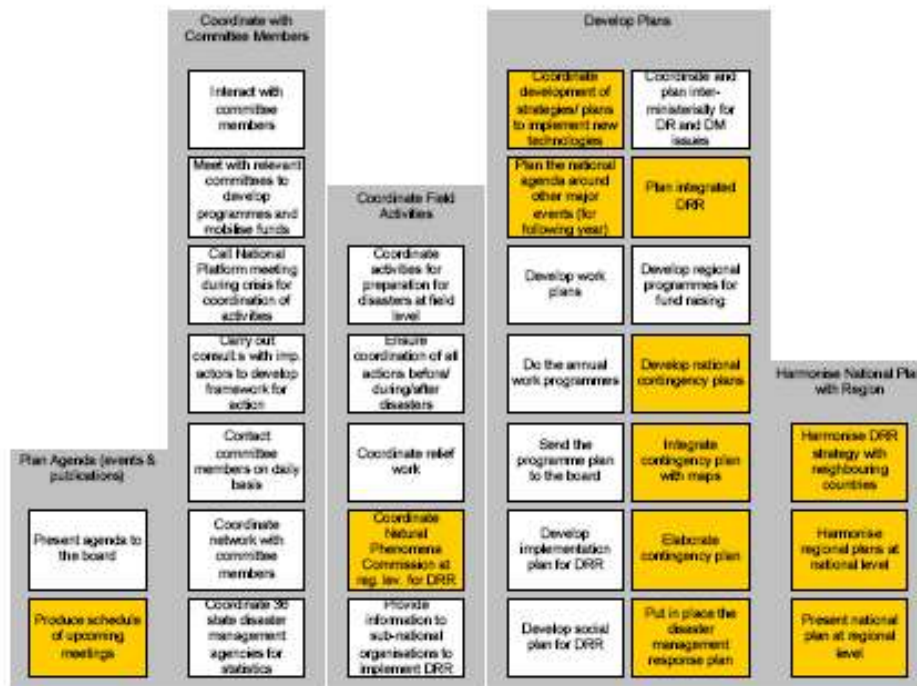 Coordinate with
Committee Members
Interact with
committee
members
Meet with relevant
committees to
develop
programmes and
mobilise funds
Call National
Platform meeting
during crisis for
coordination of
activities
Carry out
consult.s with imp.
actors to develop
framework for
action
Contact
committee
members on daily
basis
Coordinate
network with
committee
members
Coordinate 36
state disaster
management
agencies for
statistics
Plan Agenda (events &
publications)
Present agenda to
the board
Produce schedule
of upcoming
meetings
Coordinate Field
Activities
Coordinate
activities for
preparation for
disasters at field
level
Ensure
coordination of all
actions before/
during/after
disasters
Coordinate relief
work
Coordinate
Natural
Phenomena
Commission at
reg. lev. for DRR
Provide
information to
sub-national
organisations to
implement DRR
Develop Plans
Coordinate
development of
strategies/ plans
to implement new
technologies
Plan the national
agenda around
other major
events (for
following year)
Develop work
plans
Do the annual
work programmes
Send the
programme plan
to the board
Develop
implementation
plan for DRR
Develop social
plan for DRR
Coordinate and
plan inter-
ministerially for
DR and DM
issues
Plan integrated
DRR
Develop regional
programmes for
fund raising
Develop national
contingency plans
Integrate
contingency plan
with maps
Elaborate
contingency plan
Put in place the
disaster
management
response plan
Harmonise National Plan
with Region
Harmonise DRR
strategy with
neighbouring
countries
Harmonise
regional plans at
national level
Present national
plan at regional
level